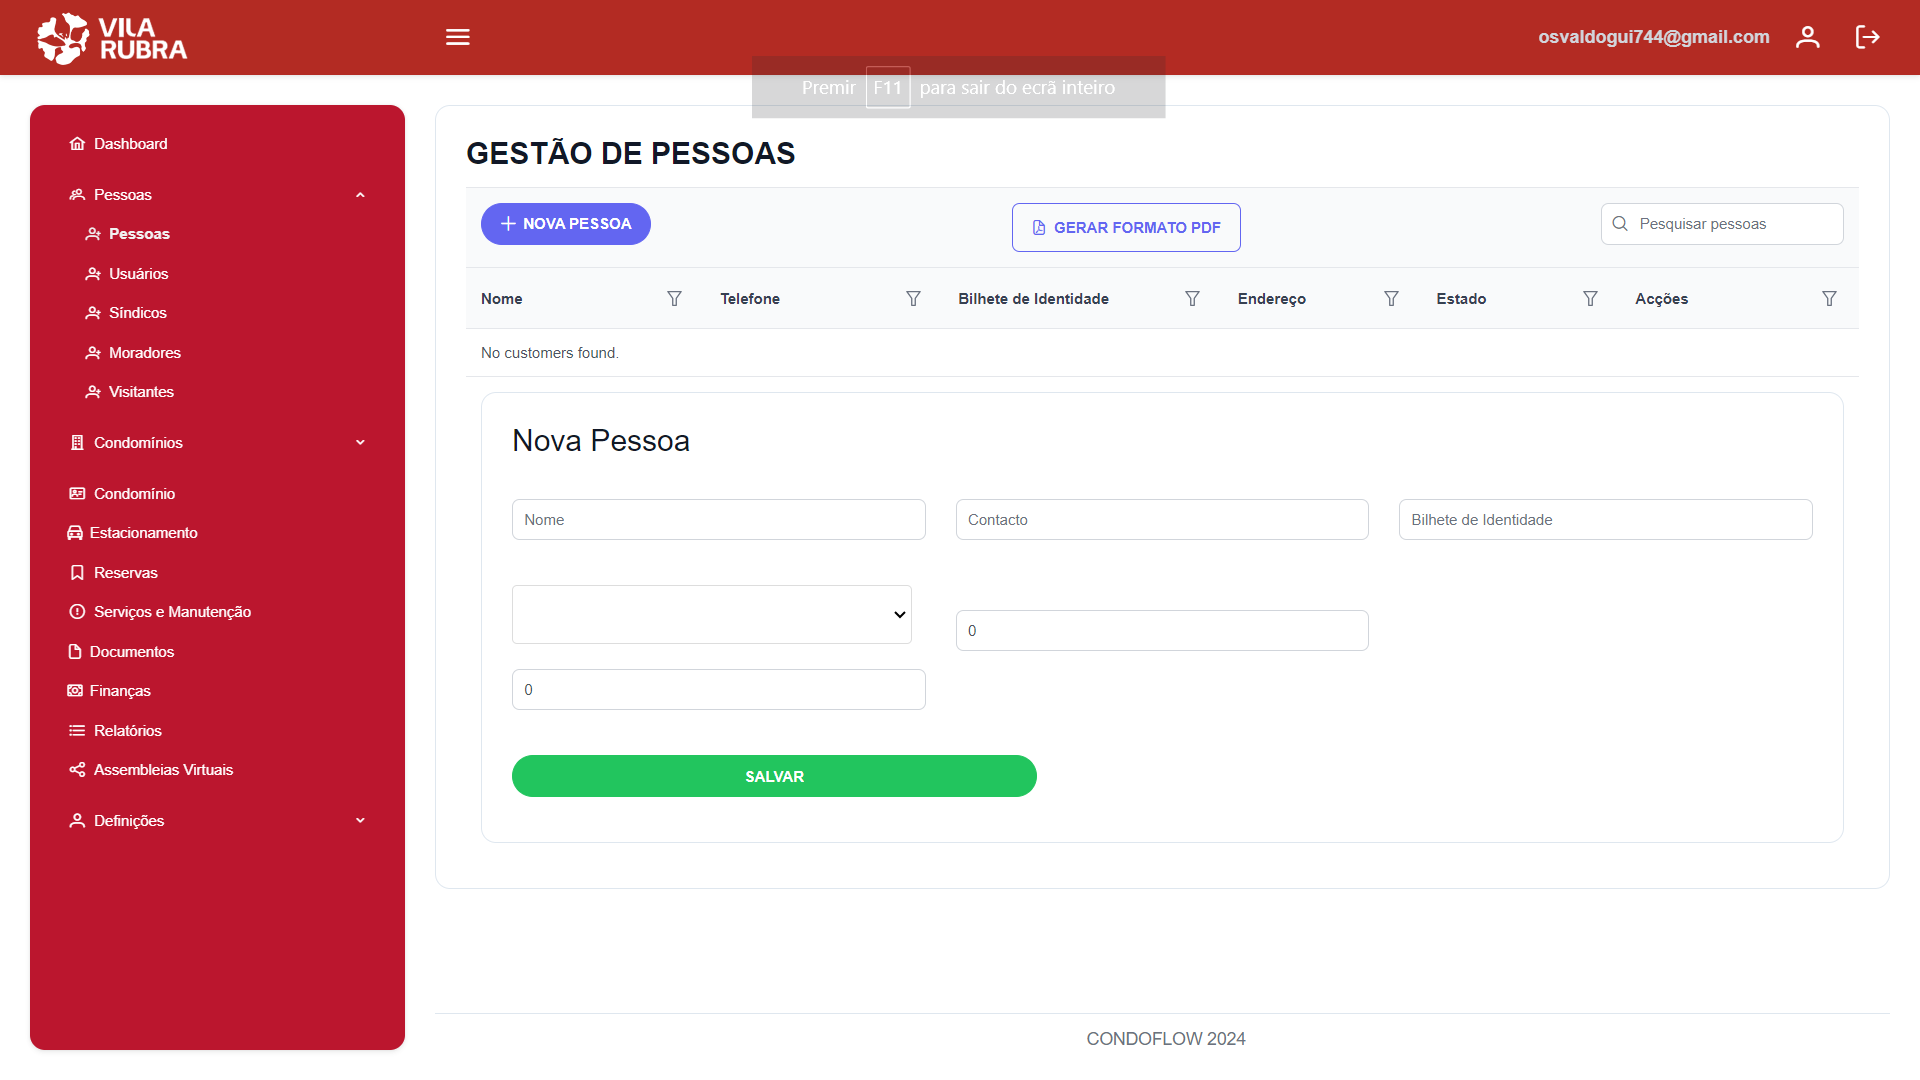 VILA
RUBRA
osvaldogui744@gmail.com
Premir F11 para sair do ecrã inteiro
Dashboard
Pessoas
Pessoas
Usuários
Síndicos
Moradores
Visitantes
Condomínios
Condomínio
Estacionamento
Reservas
Serviços e Manutenção
Documentos
Finanças
Relatórios
Assembleias Virtuais
Definições
GESTÃO DE PESSOAS
NOVA PESSOA
GERAR FORMATO PDF
Pesquisar pessoas
Nome Telefone Bilhete de Identidade Endereço Estado Acções
No customers found.
Nova Pessoa
Nome Contacto Bilhete de Identidade
0
0
SALVAR
CONDOFLOW 2024